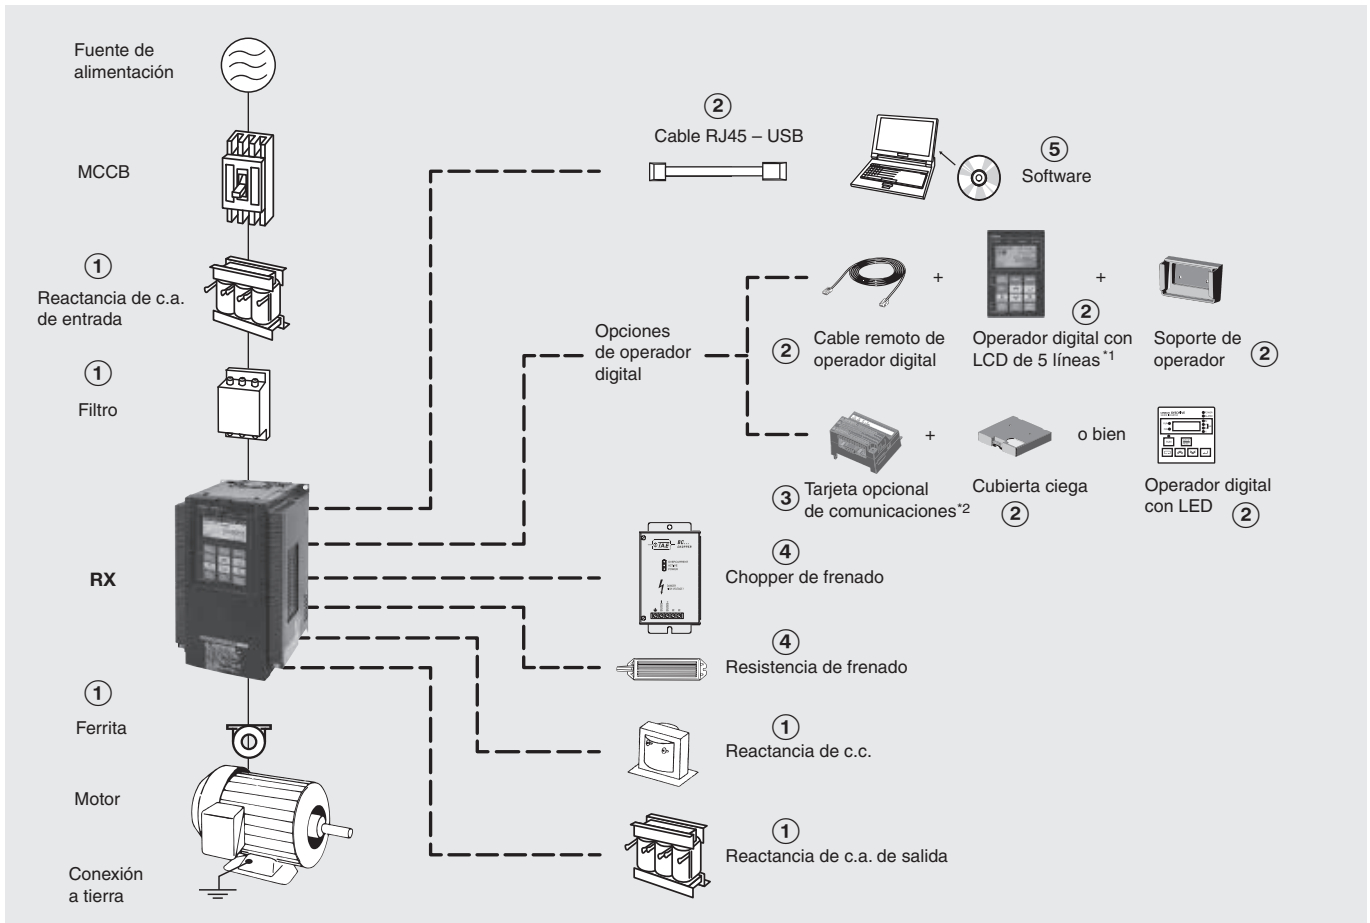 Fuente de
alimentación
MCCB
①
Reactancia de c.a.
de entrada
①
Filtro
RX
①
Ferrita
Motor
Conexión
a tierra
②
Cable RJ45 – USB
⑤
Software
Opciones
de operador
digital
②
Cable remoto de
operador digital
+
②
Operador digital con
LCD de 5 líneas*1
+
Soporte de
operador ②
③
Tarjeta opcional
de comunicaciones*2
+
Cubierta ciega
②
o bien
Operador digital
con LED ②
④
Chopper de frenado
④
Resistencia de frenado
①
Reactancia de c.c.
①
Reactancia de c.a. de salida